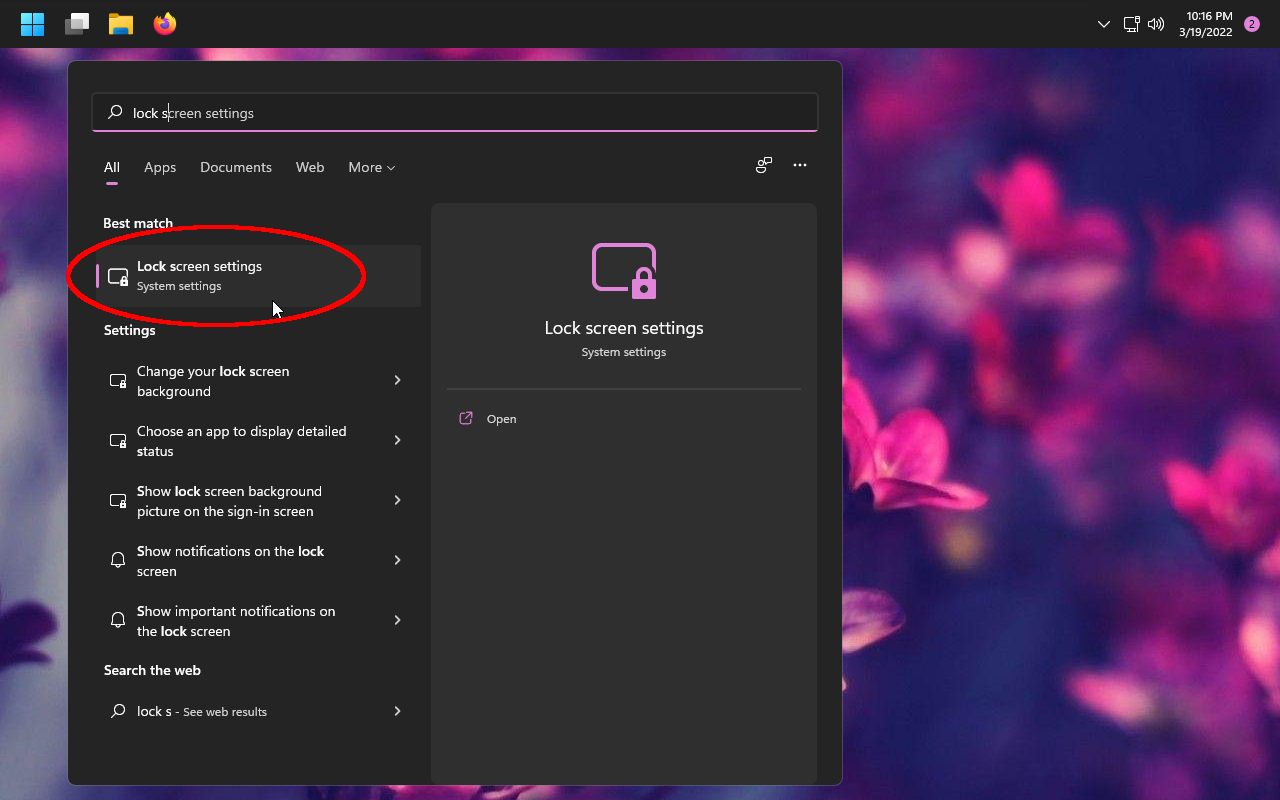 10:16 PM
3/19/2022
2
lock screen settings
All Apps Documents Web More
Best match
Lock screen settings
System settings
Settings
Change your lock screen
background
Choose an app to display detailed
status
Show lock screen background
picture on the sign-in screen
Show notifications on the lock
screen
Show important notifications on
the lock screen
Search the web
lock s - See web results
Lock screen settings
System settings
Open